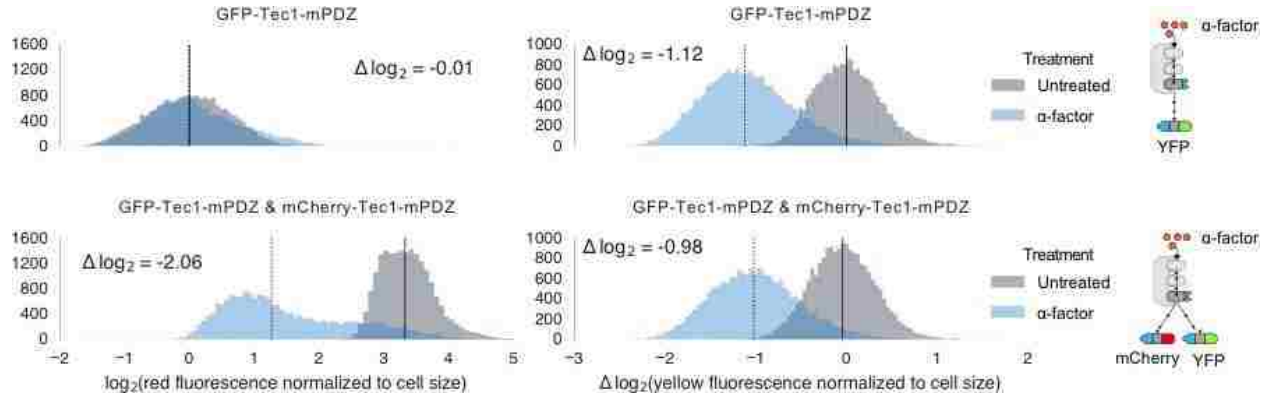 GFP-Tec1-mPDZ
1600
1200
800
400
0
Δlog2 = -0.01
GFP-Tec1-mPDZ
1000
800
600
400
200
0
Δlog2 = -1.12
Treatment
Untreated
α-factor
α-factor
YFP
GFP-Tec1-mPDZ & mCherry-Tec1-mPDZ
1600
1200
800
400
0
Δlog2 = -2.06
−2 −1 0 1 2 3 4 5
log2(red fluorescence normalized to cell size)
GFP-Tec1-mPDZ & mCherry-Tec1-mPDZ
1000
800
600
400
200
0
Δlog2 = -0.98
−3 −2 −1 0 1 2
Δlog2(yellow fluorescence normalized to cell size)
Treatment
Untreated
α-factor
α-factor
mCherry YFP